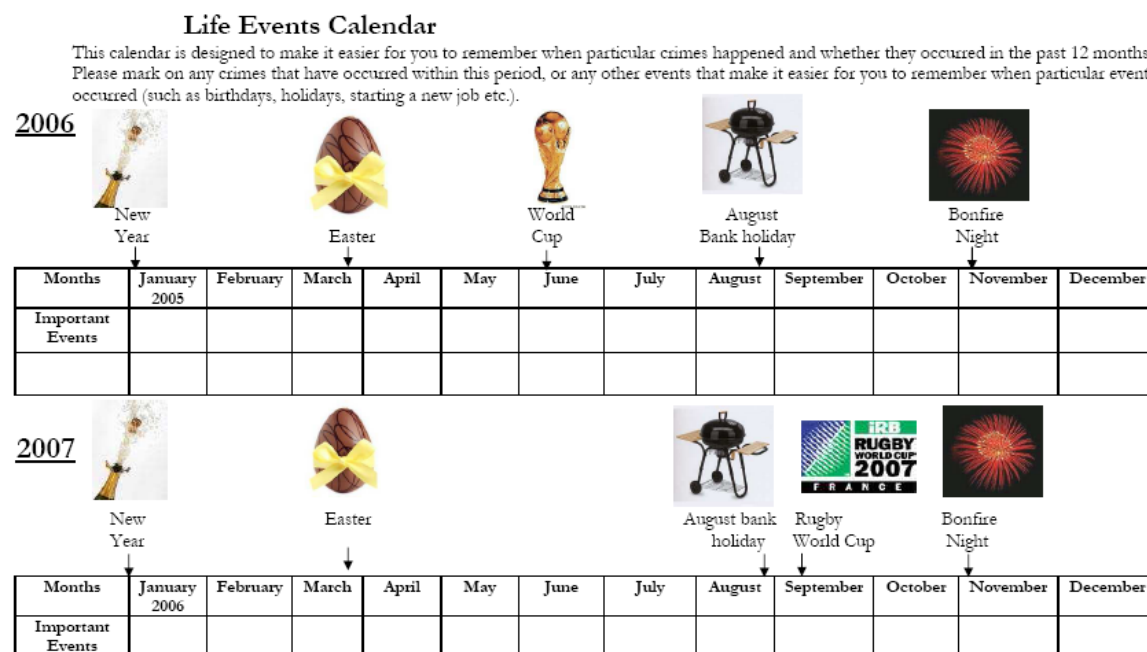 Life Events Calendar
This calendar is designed to make it easier for you to remember when particular crimes happened and whether they occurred in the past 12 months
Please mark on any crimes that have occurred within this period, or any other events that make it easier for you to remember when particular event
occurred (such as birthdays, holidays, starting a new job etc.).
2006
New Year
Easter
World Cup
August Bank holiday
Bonfire Night
Months January 2005 February March April May June July August September October November December
Important Events
2007
iRB
RUGBY
WORLD CUP
2007
FRANCE
New Year
Easter
August bank holiday
Rugby World Cup
Bonfire Night
Months January 2006 February March April May June July August September October November December
Important Events